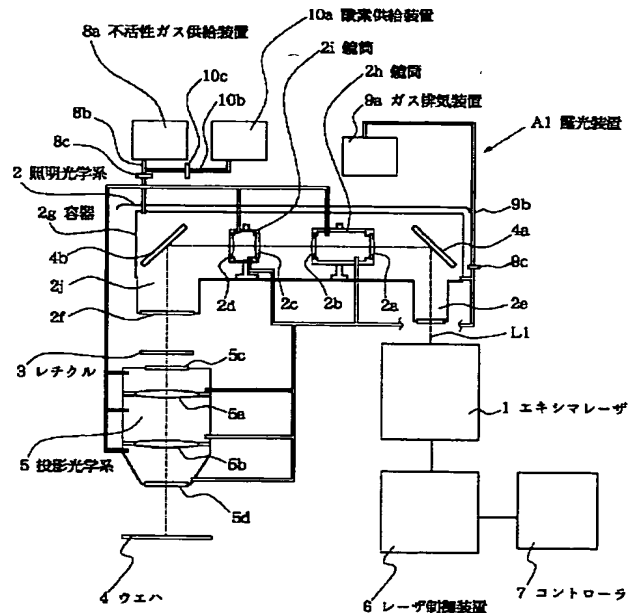 10a 酸素供給装置
8a 不活性ガス供給装置
2i 鏡筒
10c
2h 鏡筒
10b
9a ガス排気装置
8b
8c
A1 露光装置
2 照明光学系
9b
2g 容器
4b
4a
9c
2j
2d
2c
2b
2a
2e
2f
L1
5c
3 レチクル
1 エキシマレーザ
5a
5 投影光学系
5b
5d
4 ウエハ
6 レーザ制御装置
7 コントローラ